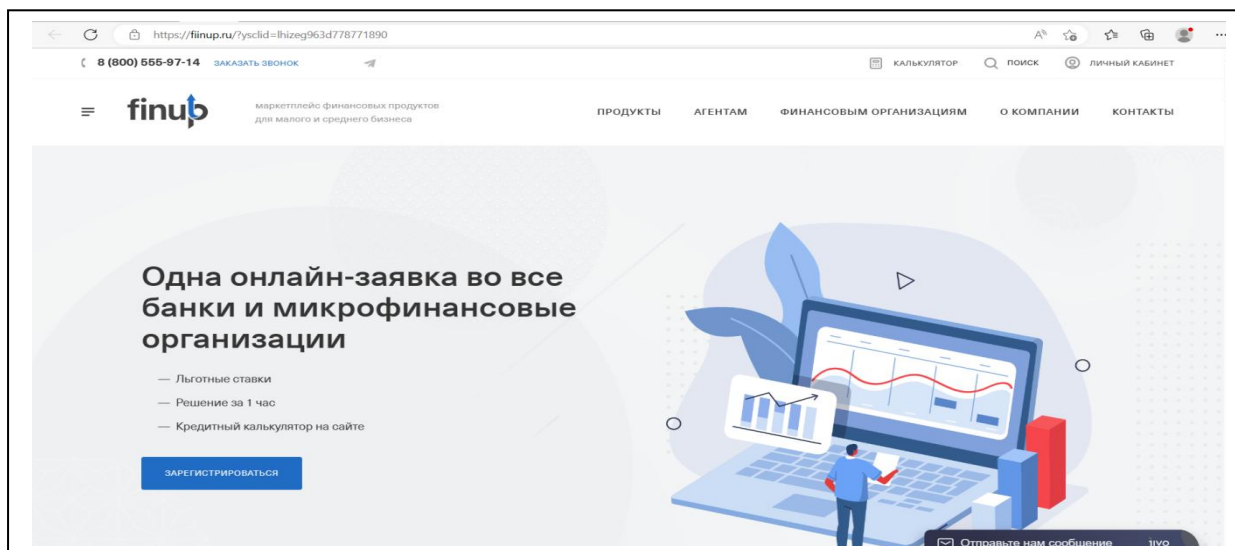 https://fiinup.ru/?ysclid=lhizeg963d778771890
8 (800) 555-97-14 ЗАКАЗАТЬ ЗВОНОК КАЛЬКУЛЯТОР ПОИСК ЛИЧНЫЙ КАБИНЕТ
finup маркетплейс финансовых продуктов
для малого и среднего бизнеса
ПРОДУКТЫ АГЕНТАМ ФИНАНСОВЫМ ОРГАНИЗАЦИЯМ О КОМПАНИИ КОНТАКТЫ
Одна онлайн-заявка во все
банки и микрофинансовые
организации
— Льготные ставки
— Решение за 1 час
— Кредитный калькулятор на сайте
ЗАРЕГИСТРИРОВАТЬСЯ
Отправьте нам сообщение jivo